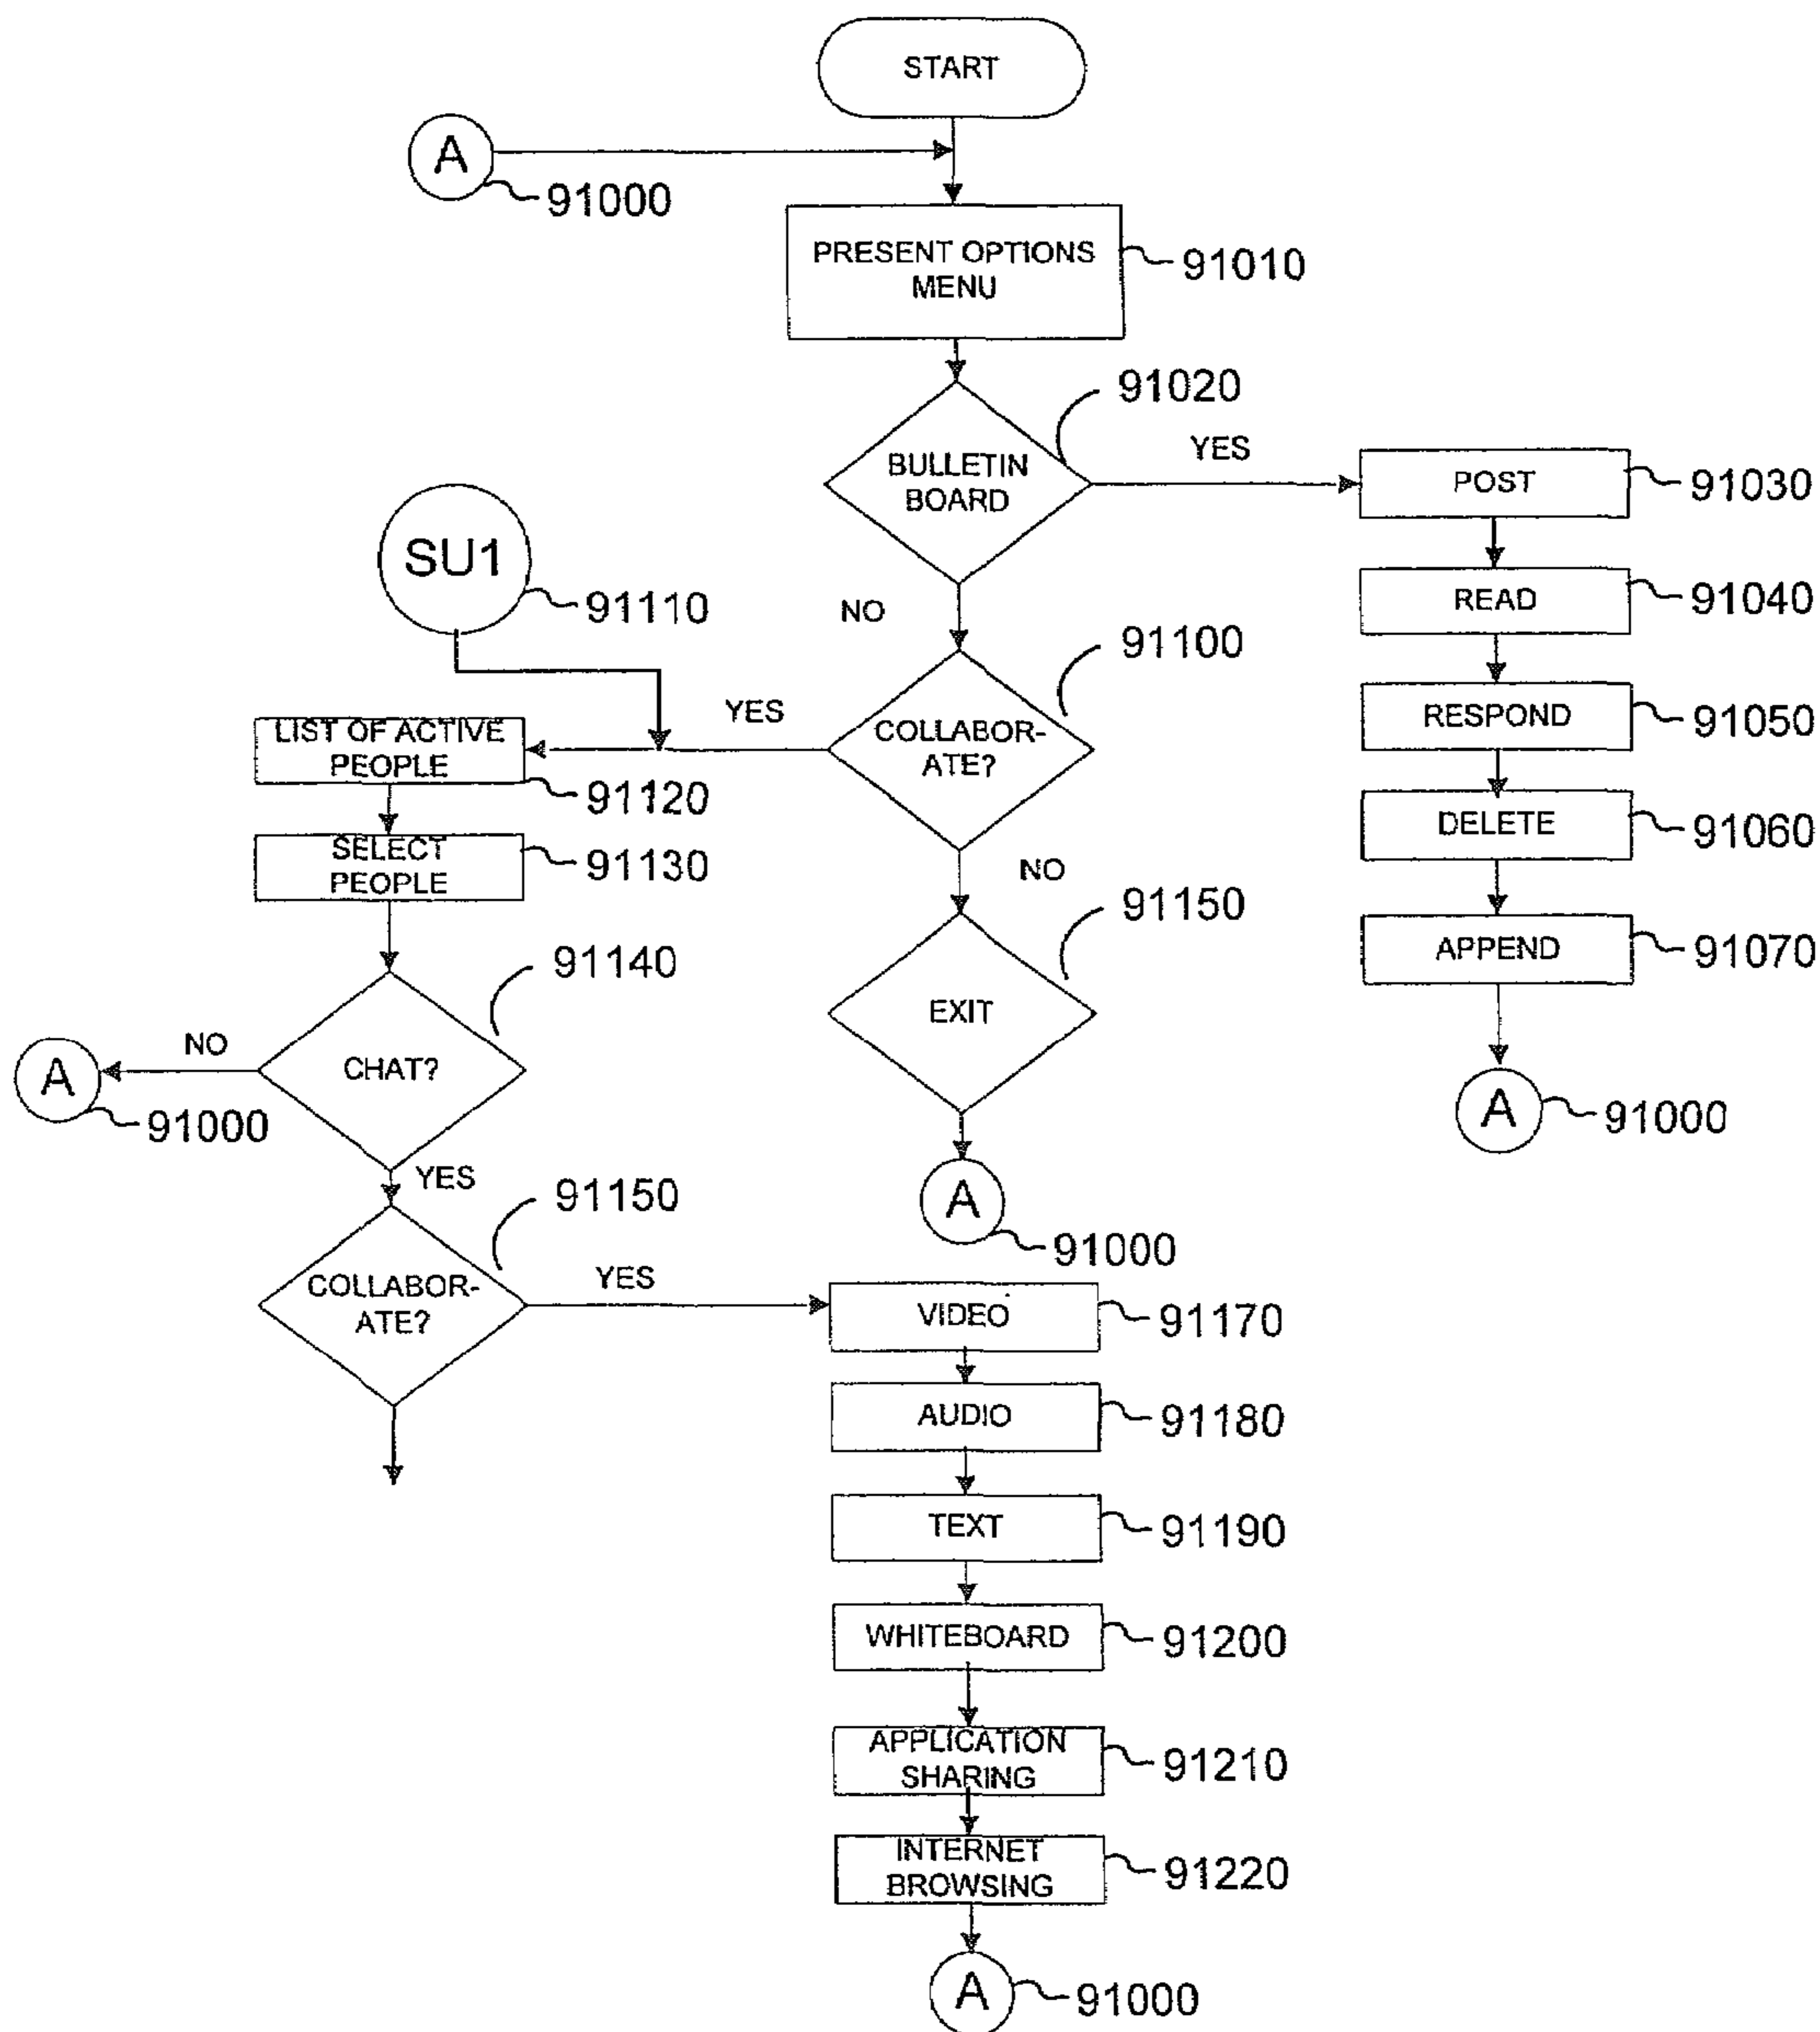 START
A
91000
PRESENT OPTIONS
MENU
91010
91020
BULLETIN
BOARD
YES
POST
91030
SU1
91110
NO
READ
91040
91100
COLLABOR-
ATE?
YES
RESPOND
91050
LIST OF ACTIVE
PEOPLE
91120
DELETE
91060
SELECT
PEOPLE
91130
NO
91150
APPEND
91070
91140
EXIT
CHAT?
NO
A
91000
A
91000
YES
A
91000
91150
COLLABOR-
ATE?
YES
VIDEO
91170
AUDIO
91180
TEXT
91190
WHITEBOARD
91200
APPLICATION
SHARING
91210
INTERNET
BROWSING
91220
A
91000